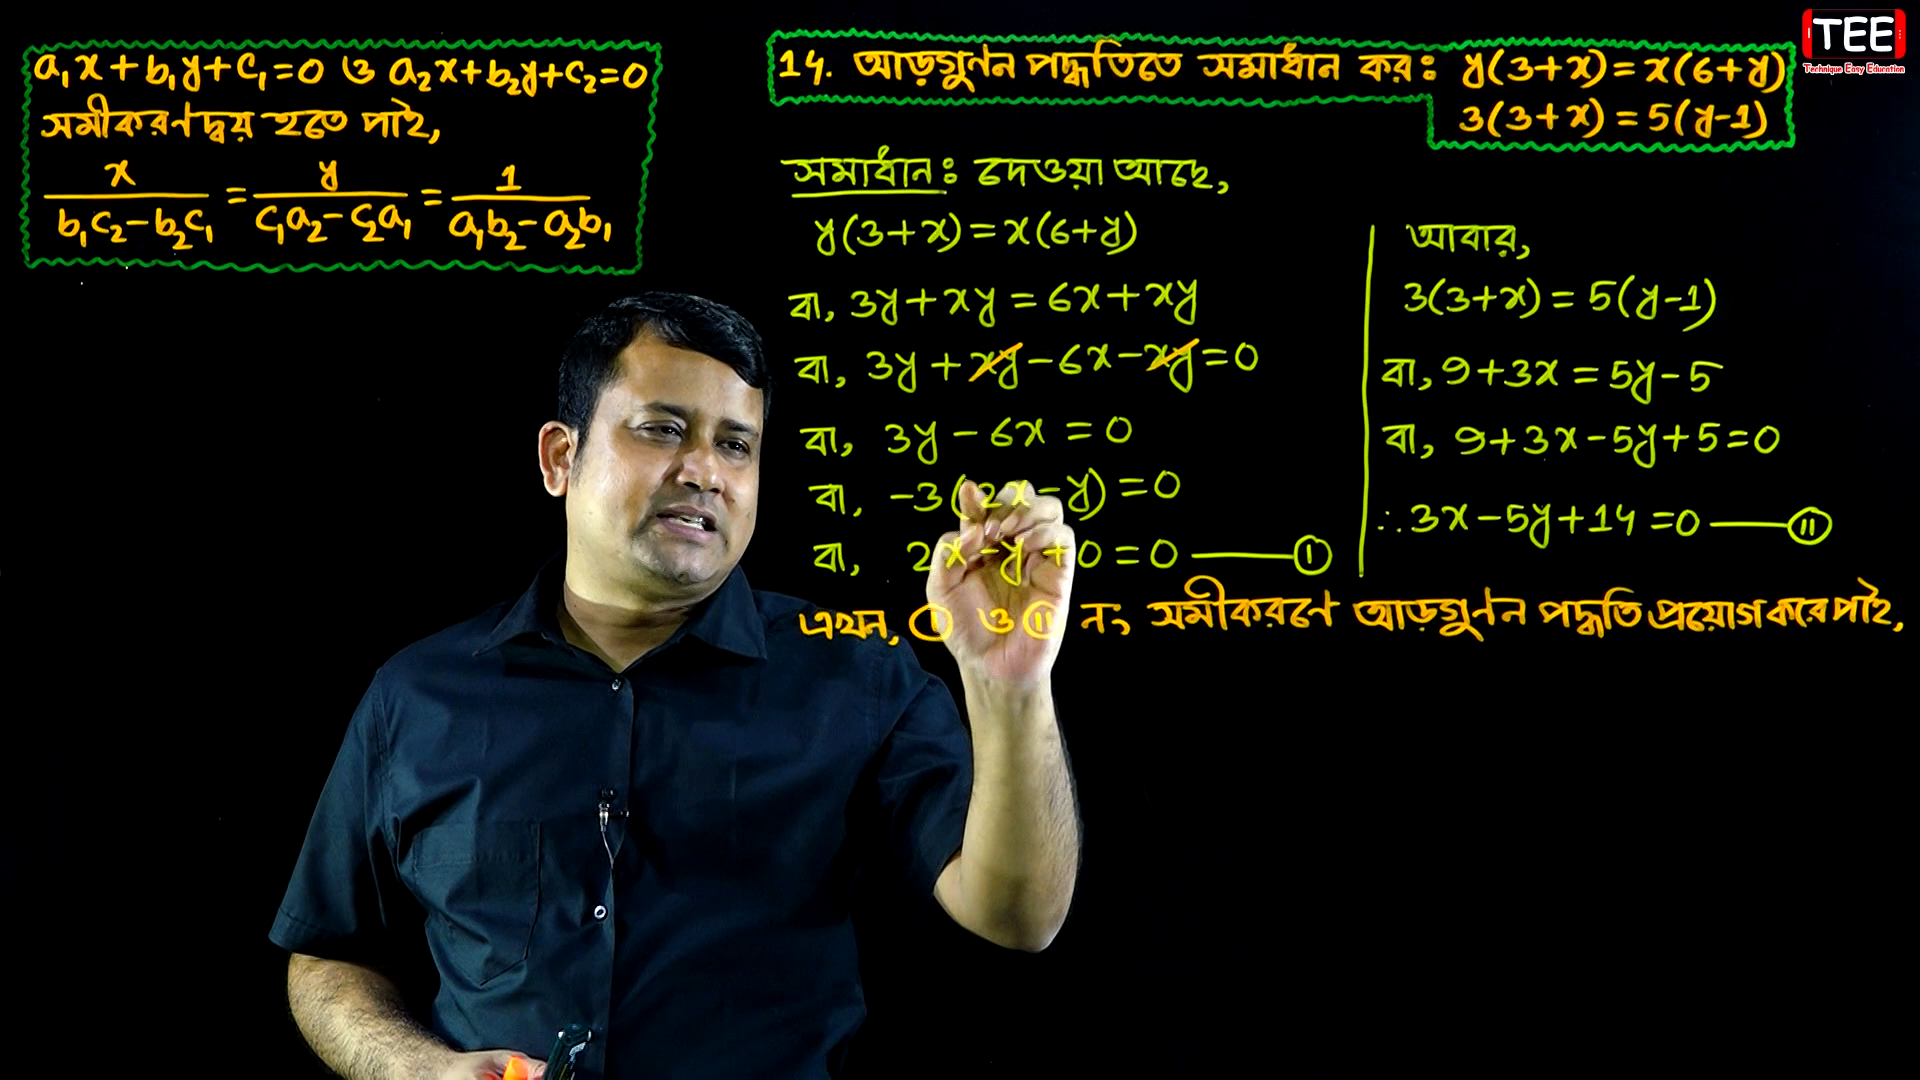 a₁x+b₁y+c₁=0 ও a₂x+b₂y+c₂=0
সমীকরণদ্বয় হতে পাই,
x/(b₁c₂-b₂c₁) = y/(c₁a₂-c₂a₁) = 1/(a₁b₂-a₂b₁)
14. আড়গুণন পদ্ধতিতে সমাধান কর: y(3+x)=x(6+y)
3(3+x)=5(y-1)
TEE
Technique Easy Education
সমাধান: দেওয়া আছে,
y(3+x)=x(6+y)
বা, 3y+xy=6x+xy
বা, 3y+xy-6x-xy=0
বা, 3y-6x=0
বা, -3(2x-y)=0
বা, 2x-y+0=0 —— (i)
আবার,
3(3+x)=5(y-1)
বা, 9+3x=5y-5
বা, 9+3x-5y+5=0
∴3x-5y+14=0 —— (ii)
এখন, (i) ও (ii) নং সমীকরণে আড়গুণন পদ্ধতি প্রয়োগ করে পাই,